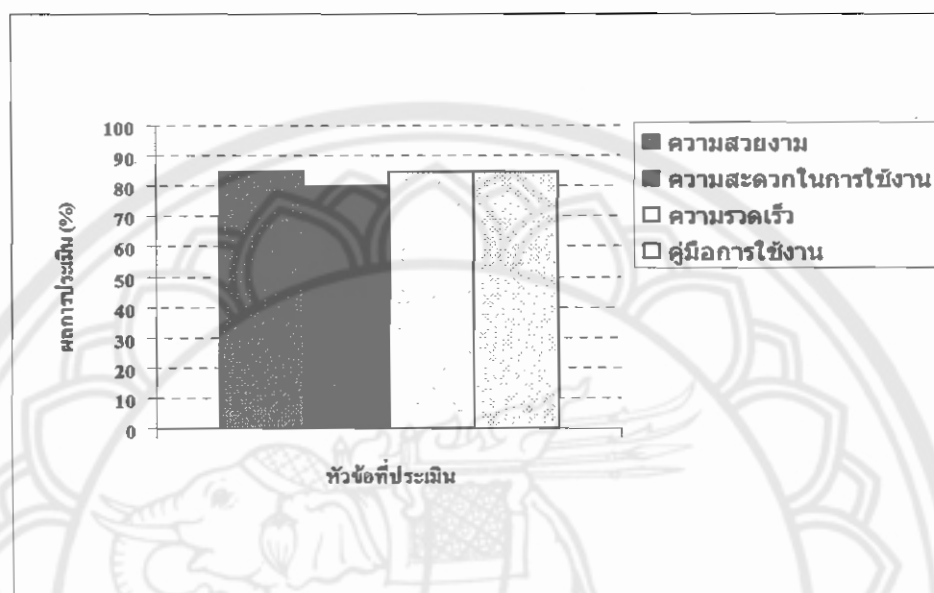 100
90
80
70
60
50
40
30
20
10
0
ผลการประเมิน (%)
หัวข้อที่ประเมิน
ความสวยงาม
ความสะดวกในการใช้งาน
ความรวดเร็ว
คู่มือการใช้งาน